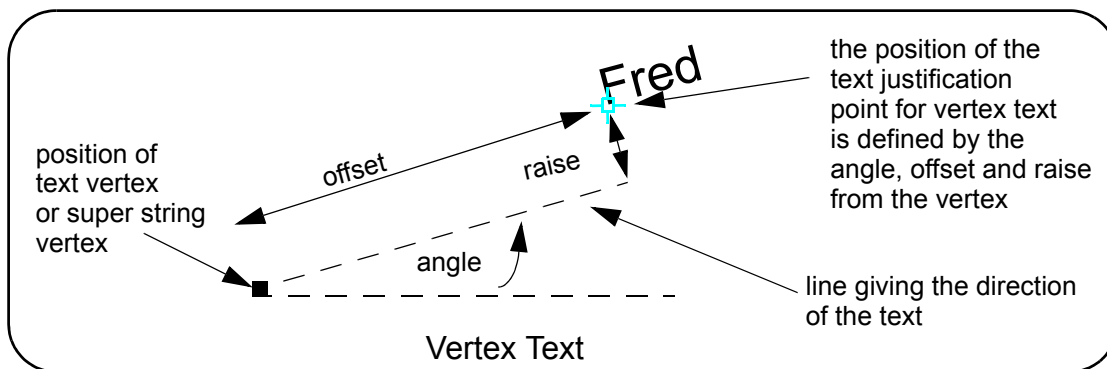 Fred
the position of the
text justification
point for vertex text
is defined by the
angle, offset and raise
from the vertex
position of
text vertex
or super string
vertex
offset
raise
angle
line giving the direction
of the text
Vertex Text